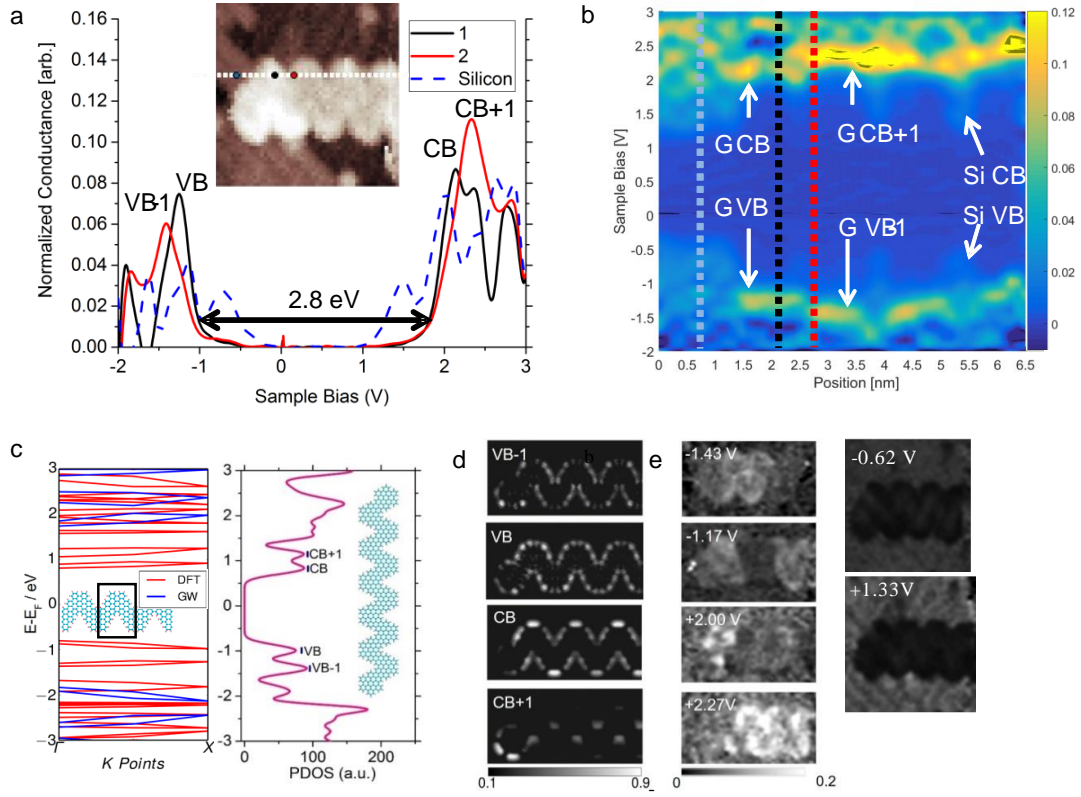 a
Normalized Conductance [arb.]
0.16
0.14
0.12
0.10
0.08
0.06
0.04
0.02
0.00
1
2
Silicon
VB-1
VB
CB
CB+1
2.8 eV
-2
-1
0
1
2
3
Sample Bias (V)
b
Sample Bias [V]
3
2.5
2
1.5
1
0.5
0
-0.5
-1
-1.5
-2
G CB
G CB+1
Si CB
G VB
G VB-1
Si VB
0
0.5
1
1.5
2
2.5
3
3.5
4
4.5
5
5.5
6
6.5
Position [nm]
0.12
0.1
0.08
0.06
0.04
0.02
0
c
E-EF / eV
3
2
1
0
−1
−2
−3
DFT
GW
Γ
X
K Points
3
2
1
0
-1
-2
-3
CB+1
CB
VB
VB-1
0
100
200
PDOS (a.u.)
d
VB-1
b
VB
CB
CB+1
0.1
0.9
e
-1.43 V
-1.17 V
+2.00 V
+2.27V
0
0.2
-0.62 V
+1.33V